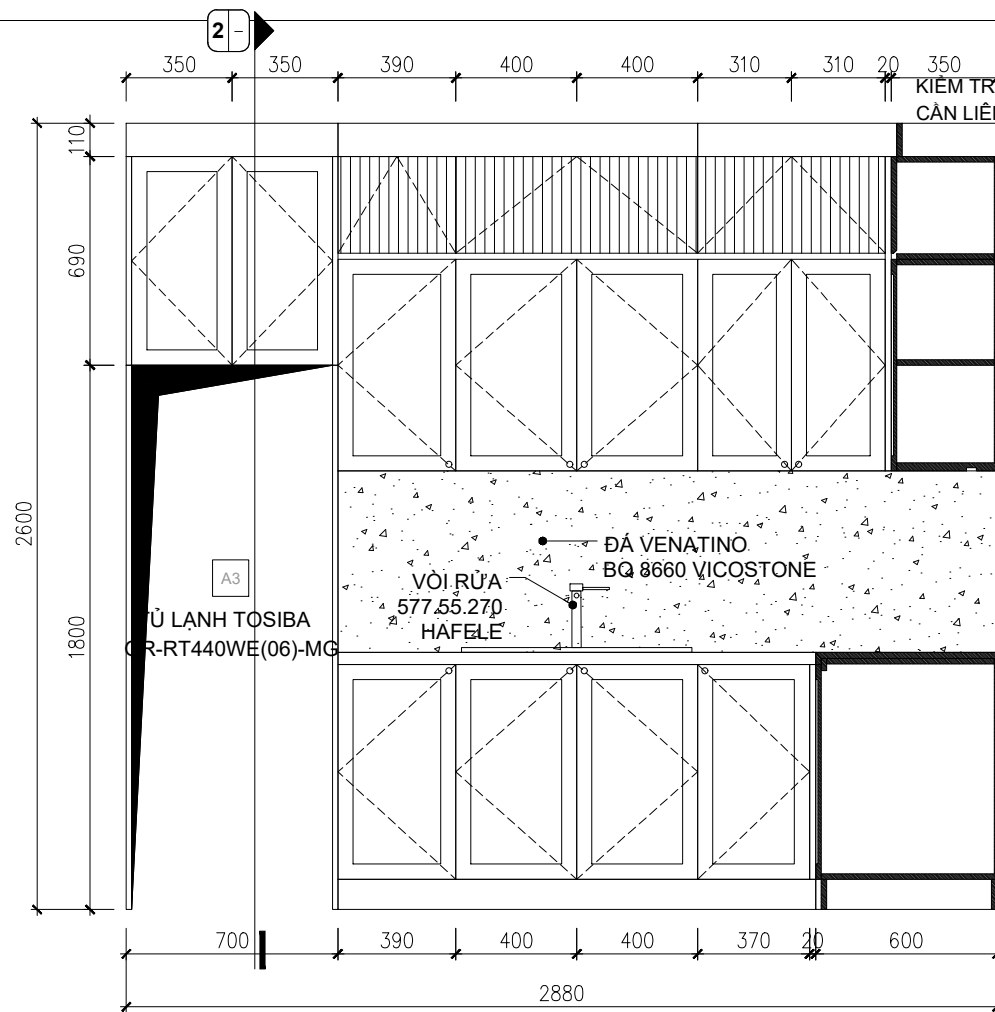 2 -
350 350 390 400 400 310 310 20 350
KIỂM TR
CẦN LIÊ
110
690
2600
1800
ĐÁ VENATINO
BQ 8660 VICOSTONE
VÒI RỬA
577.55.270
HAFELE
A3
TỦ LẠNH TOSIBA
GR-RT440WE(06)-MG
700 390 400 400 370 20 600
2880